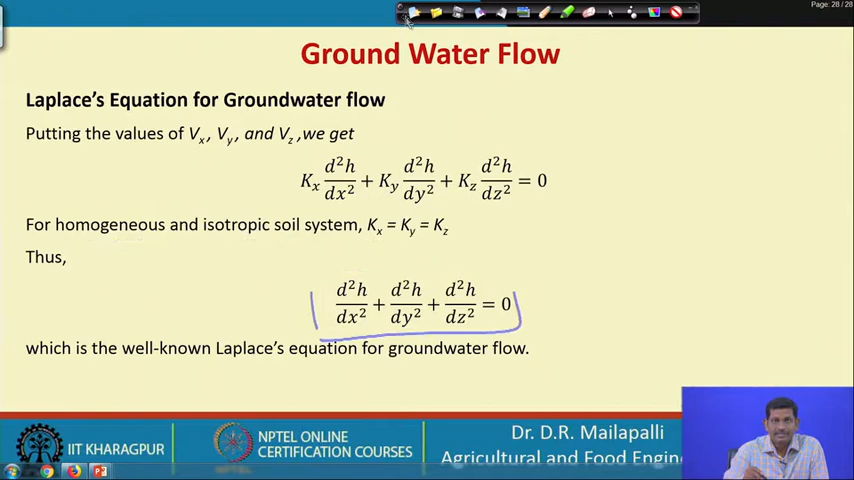 Page: 28 / 28
Ground Water Flow
Laplace's Equation for Groundwater flow
Putting the values of Vx , Vy , and Vz ,we get
Kx d²h/dx² + Ky d²h/dy² + Kz d²h/dz² = 0
For homogeneous and isotropic soil system, Kx = Ky = Kz
Thus,
d²h/dx² + d²h/dy² + d²h/dz² = 0
which is the well-known Laplace's equation for groundwater flow.
IIT KHARAGPUR
NPTEL ONLINE
CERTIFICATION COURSES
Dr. D.R. Mailapalli
Agricultural and Food Engine